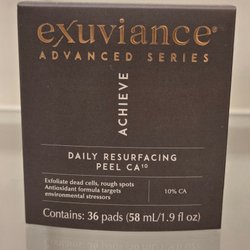 exuviance®
ADVANCED SERIES
ACHIEVE
DAILY RESURFACING
PEEL CA¹⁰
Exfoliate dead cells, rough spots
Antioxidant formula targets
environmental stressors
10% CA
Contains: 36 pads (58 mL/1.9 fl oz)